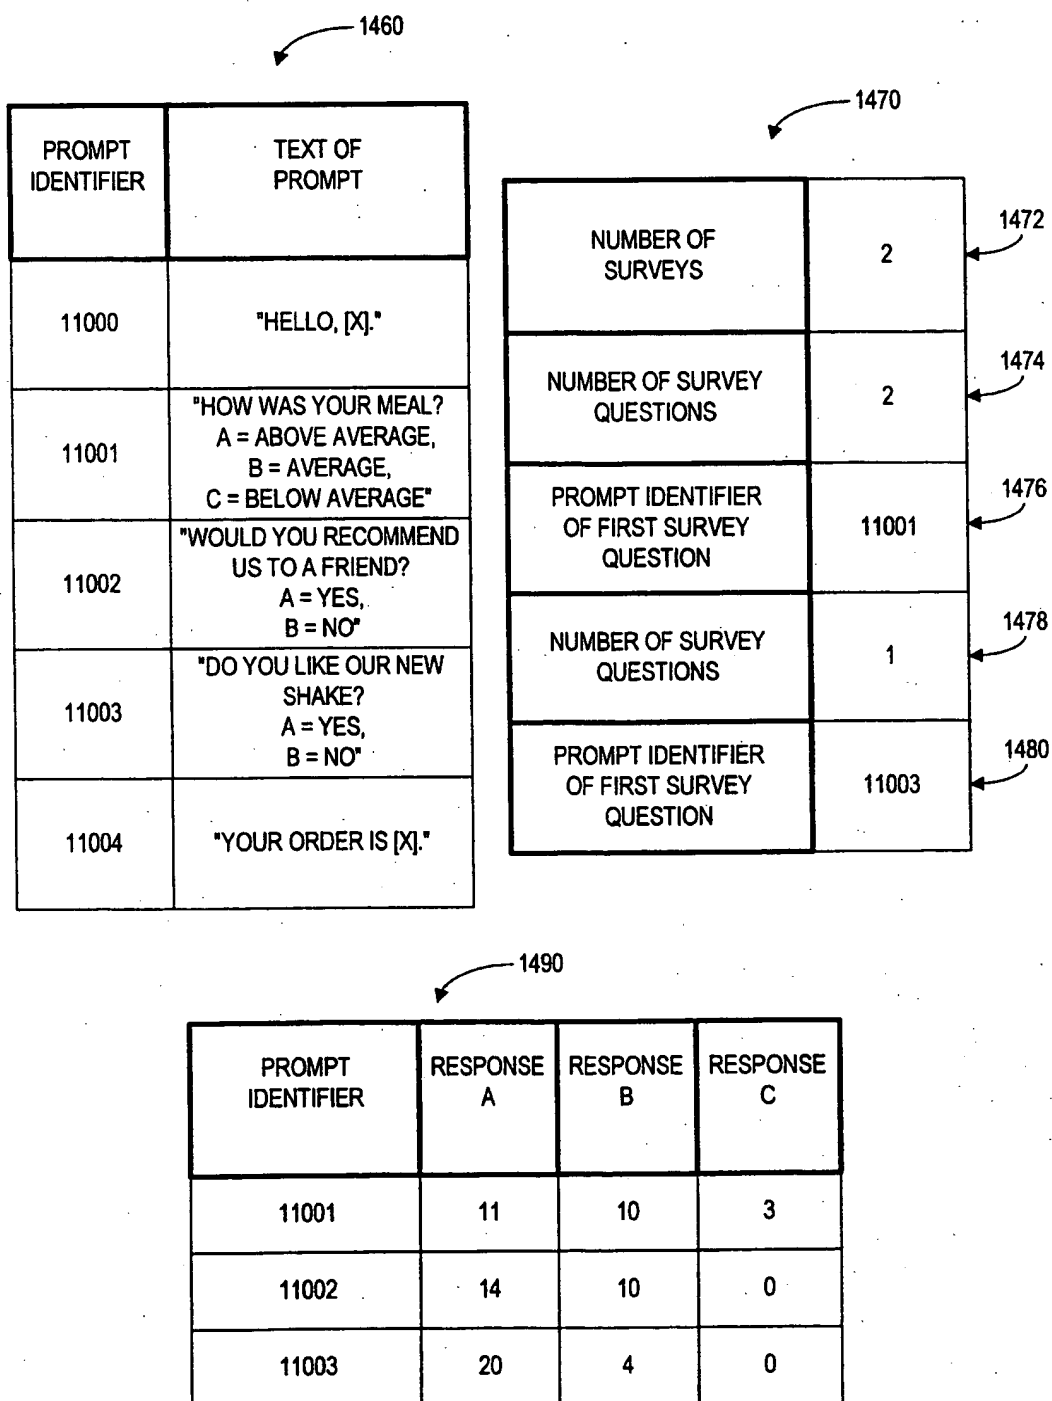 1460
PROMPT
IDENTIFIER
TEXT OF
PROMPT
11000
"HELLO, [X]."
11001
"HOW WAS YOUR MEAL?
A = ABOVE AVERAGE,
B = AVERAGE,
C = BELOW AVERAGE"
11002
"WOULD YOU RECOMMEND
US TO A FRIEND?
A = YES,
B = NO"
11003
"DO YOU LIKE OUR NEW
SHAKE?
A = YES,
B = NO"
11004
"YOUR ORDER IS [X]."
1470
NUMBER OF
SURVEYS
2
1472
NUMBER OF SURVEY
QUESTIONS
2
1474
PROMPT IDENTIFIER
OF FIRST SURVEY
QUESTION
11001
1476
NUMBER OF SURVEY
QUESTIONS
1
1478
PROMPT IDENTIFIER
OF FIRST SURVEY
QUESTION
11003
1480
1490
PROMPT
IDENTIFIER
RESPONSE
A
RESPONSE
B
RESPONSE
C
11001
11
10
3
11002
14
10
0
11003
20
4
0